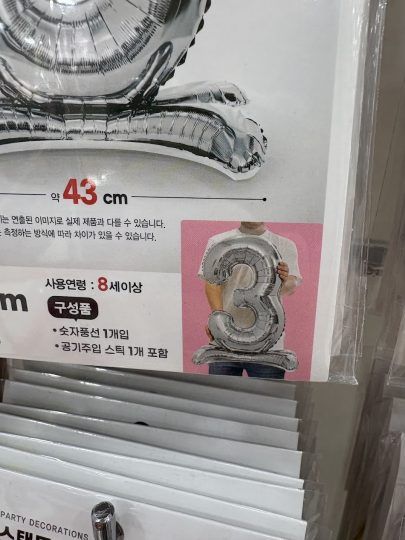 약 43 cm
는 연출된 이미지로 실제 제품과 다를 수 있습니다.
측정하는 방식에 따라 차이가 있을 수 있습니다.
m
사용연령 : 8세이상
구성품
• 숫자풍선 1개입
• 공기주입 스틱 1개 포함
PARTY DECORATIONS